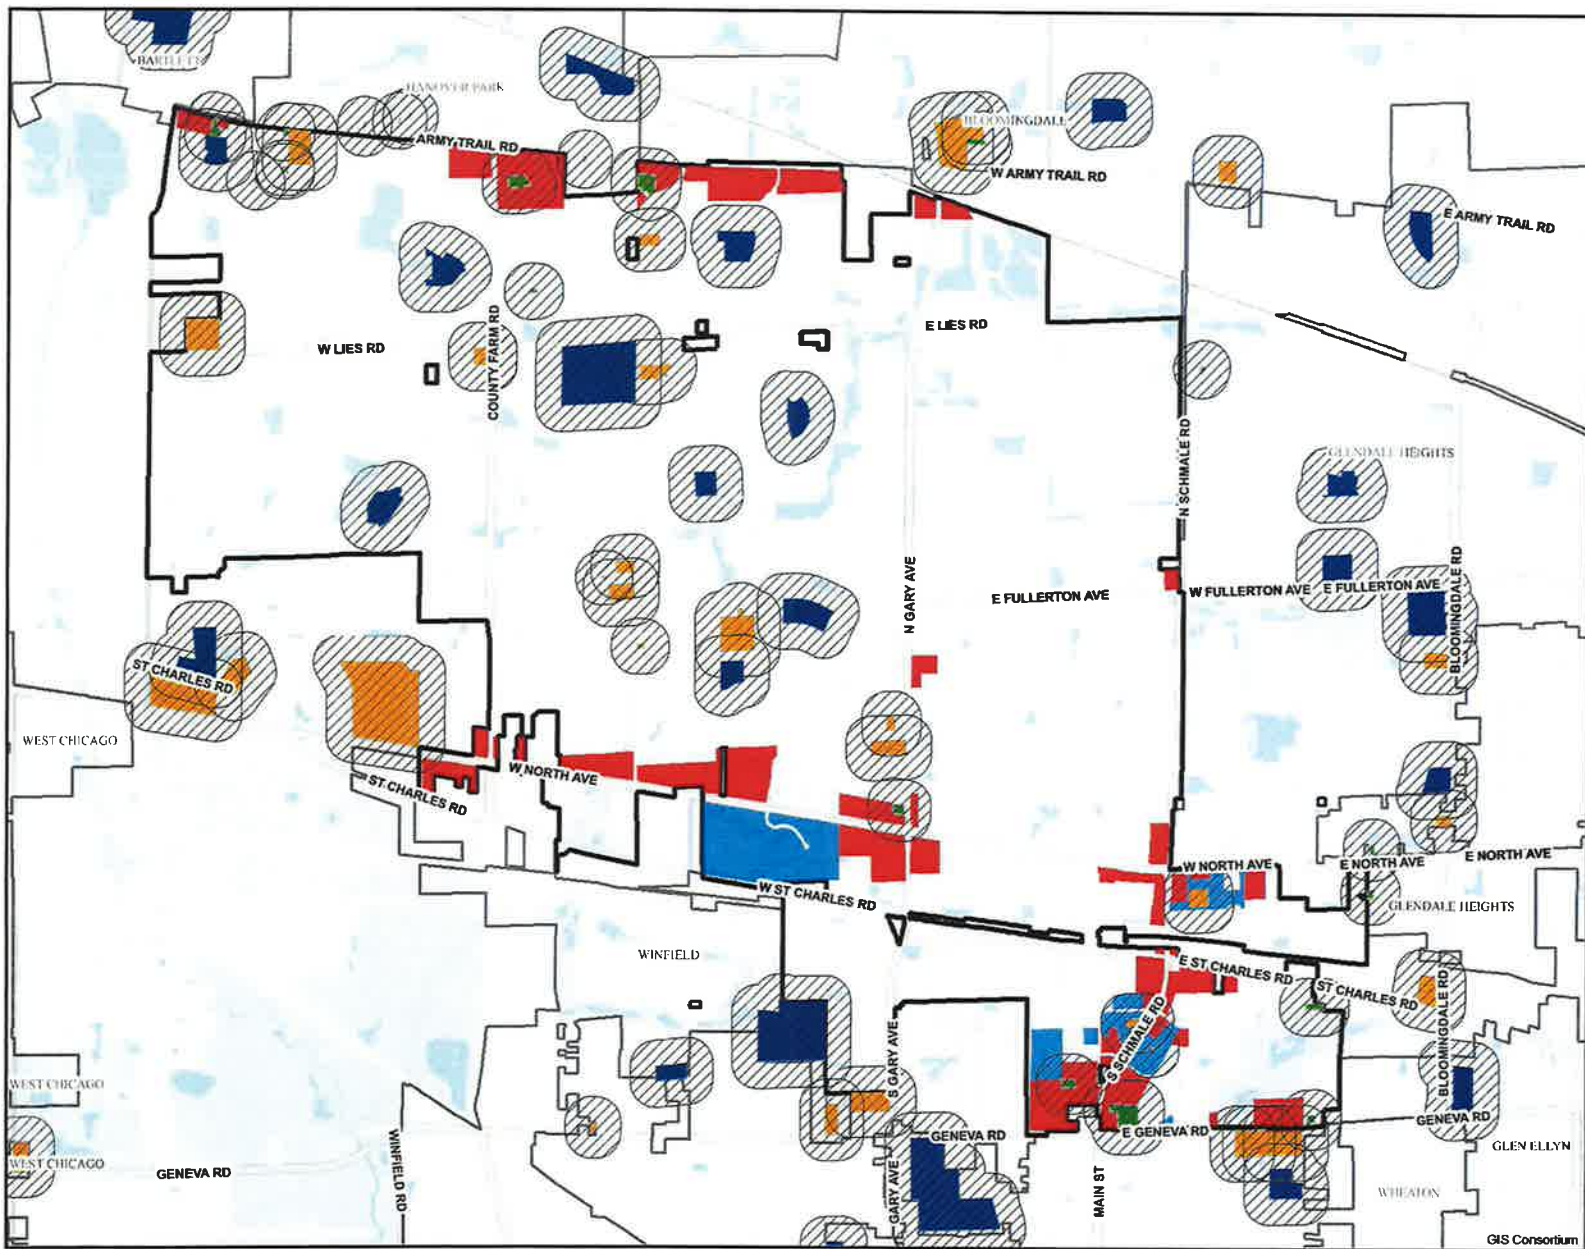 BARTLETT
HANOVER PARK
ARMY TRAIL RD
BLOOMINGDALE
W ARMY TRAIL RD
E ARMY TRAIL RD
W LIES RD
COUNTY FARM RD
E LIES RD
N SCHMALE RD
GLENDALE HEIGHTS
N GARY AVE
E FULLERTON AVE
W FULLERTON AVE
E FULLERTON AVE
BLOOMINGDALE RD
ST CHARLES RD
WEST CHICAGO
W NORTH AVE
ST CHARLES RD
W NORTH AVE
E NORTH AVE
E NORTH AVE
W ST CHARLES RD
GLENDALE HEIGHTS
WINFIELD
E ST CHARLES RD
ST CHARLES RD
BLOOMINGDALE RD
S SCHMALE RD
S GARY AVE
WEST CHICAGO
GENEVA RD
E GENEVA RD
GENEVA RD
GLEN ELLYN
WEST CHICAGO
GENEVA RD
WINFIELD RD
GARY AVE
MAIN ST
WHEATON
GIS Consortium